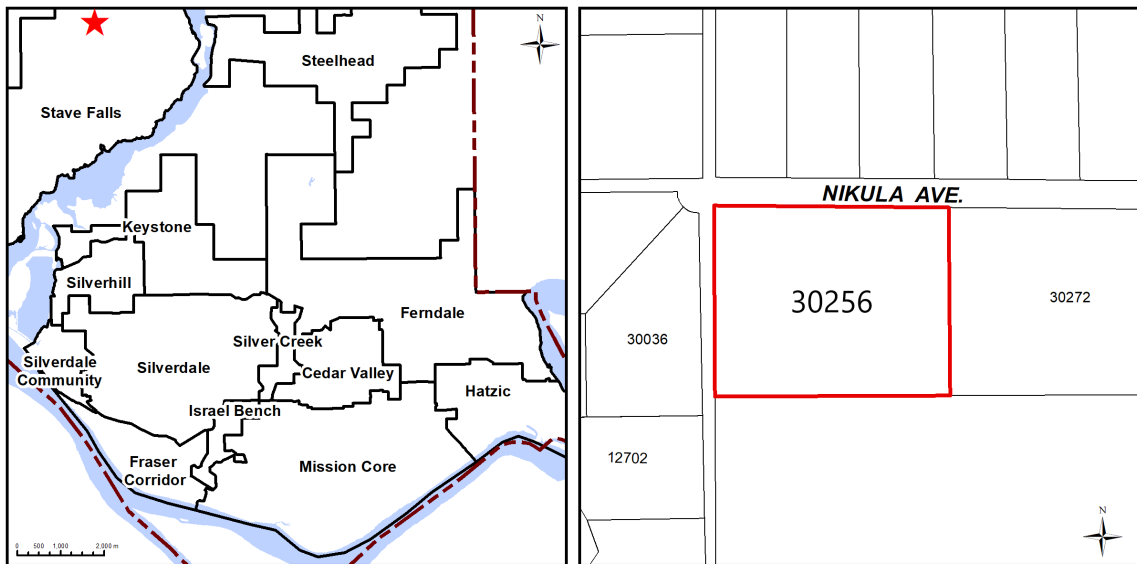 N
Steelhead
Stave Falls
Keystone
Silverhill
Ferndale
Silver Creek
Silverdale
Community
Silverdale
Cedar Valley
Hatzic
Israel Bench
Fraser
Corridor
Mission Core
0 500 1,000 2,000 m
NIKULA AVE.
30256
30272
30036
12702
N